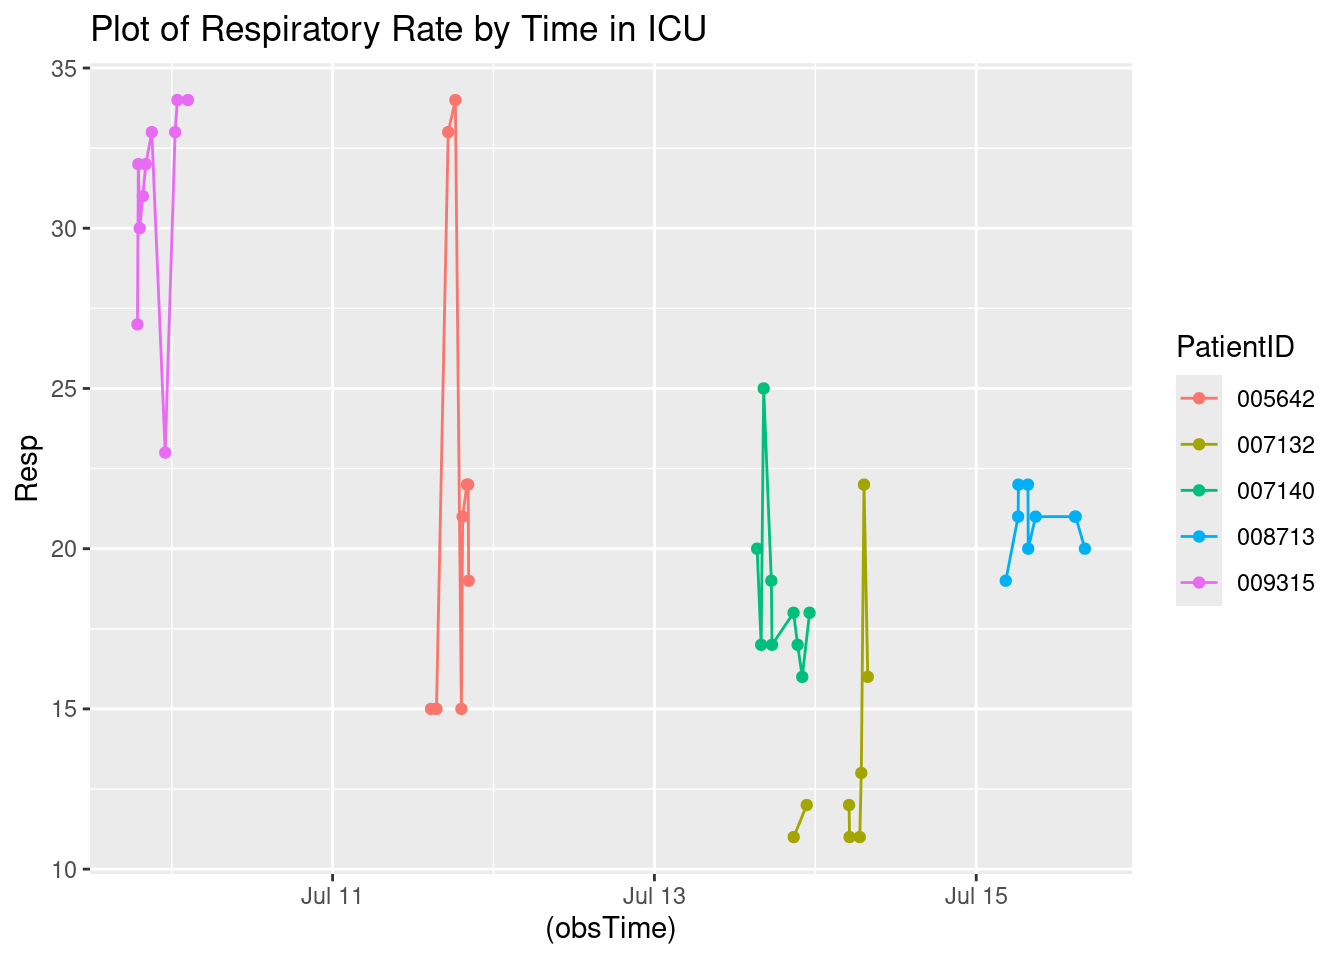 Plot of Respiratory Rate by Time in ICU
35
30
25
20
15
10
Resp
Jul 11
Jul 13
Jul 15
(obsTime)
PatientID
005642
007132
007140
008713
009315